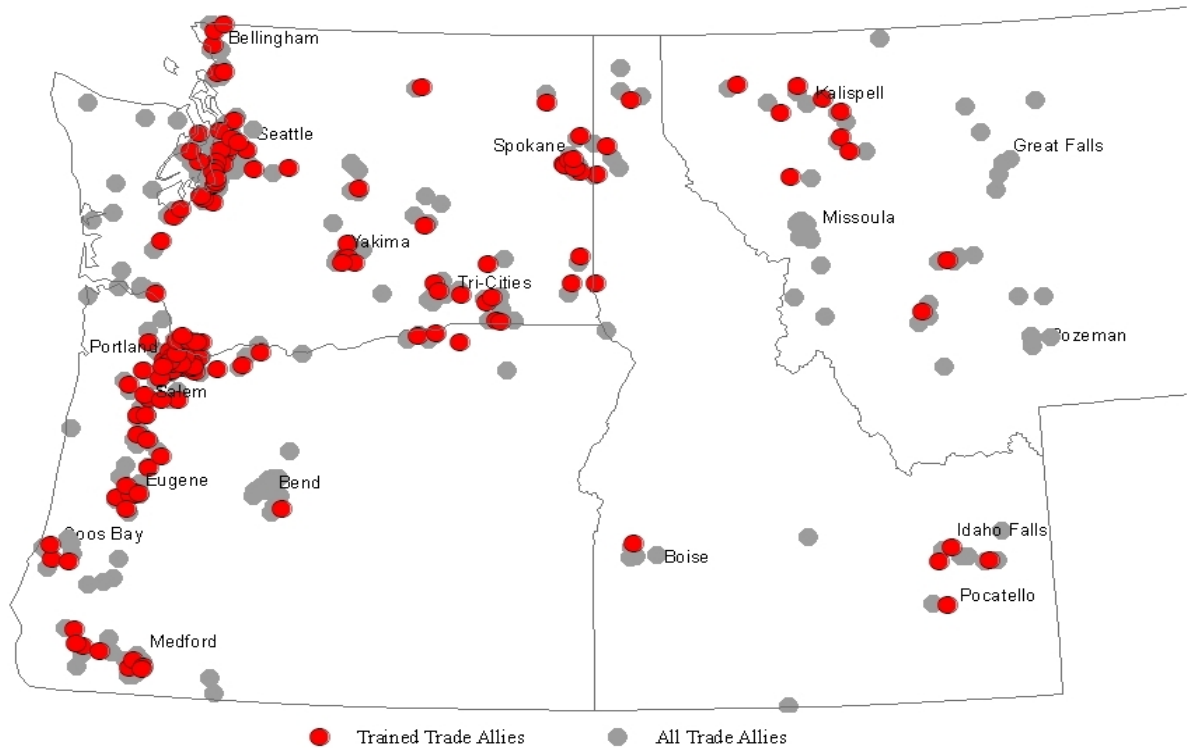 Bellingham
Seattle
Spokane
Kalispell
Great Falls
Missoula
Yakima
Tri-Cities
Portland
Bozeman
Salem
Eugene
Bend
Coos Bay
Idaho Falls
Boise
Pocatello
Medford
Trained Trade Allies
All Trade Allies